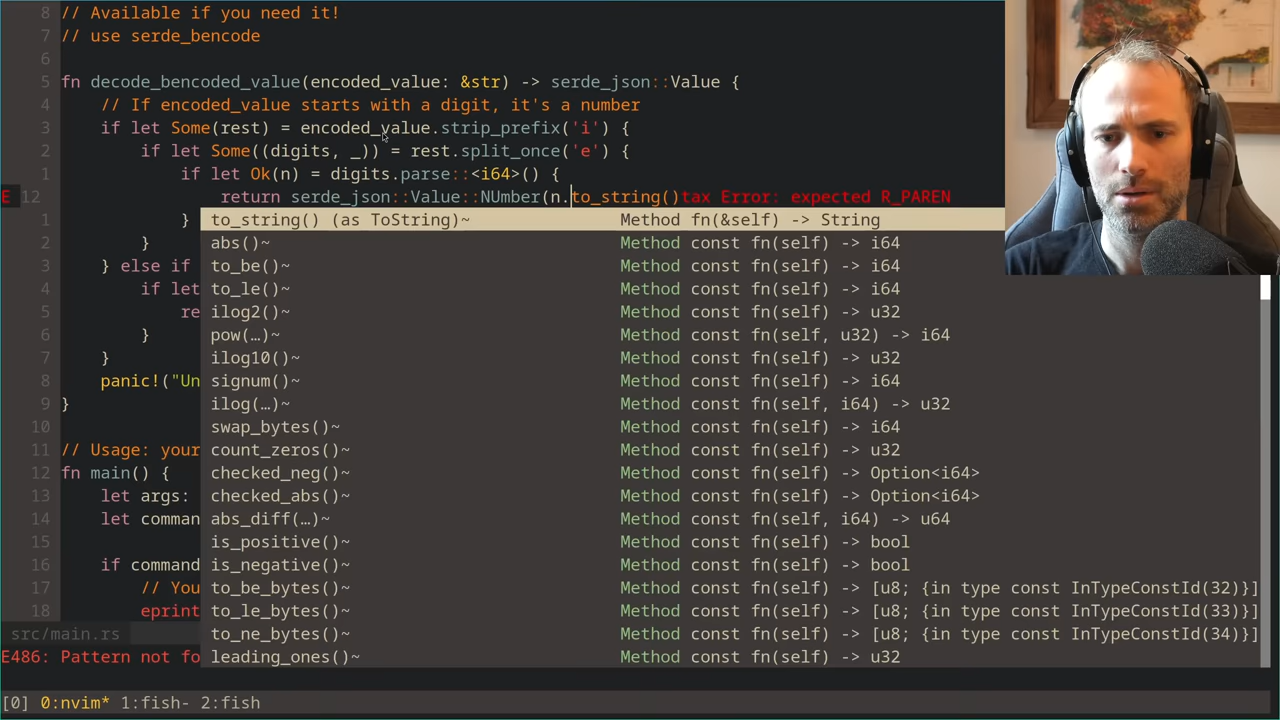 8 // Available if you need it!
7 // use serde_bencode
6
5 fn decode_bencoded_value(encoded_value: &str) -> serde_json::Value {
4 // If encoded_value starts with a digit, it's a number
3 if let Some(rest) = encoded_value.strip_prefix('i') {
2 if let Some((digits, _)) = rest.split_once('e') {
1 if let Ok(n) = digits.parse::<i64>() {
E 12 return serde_json::Value::NUmber(n.to_string()tax Error: expected R_PAREN
1 } to_string() (as ToString)~ Method fn(&self) -> String
2 } abs()~ Method const fn(self) -> i64
3 } else if to_be()~ Method const fn(self) -> i64
4 if let to_le()~ Method const fn(self) -> i64
5 re ilog2()~ Method const fn(self) -> u32
6 } pow(…)~ Method const fn(self, u32) -> i64
7 } ilog10()~ Method const fn(self) -> u32
8 panic!("Un signum()~ Method const fn(self) -> i64
9 } ilog(…)~ Method const fn(self, i64) -> u32
10 swap_bytes()~ Method const fn(self) -> i64
11 // Usage: your count_zeros()~ Method const fn(self) -> u32
12 fn main() { checked_neg()~ Method const fn(self) -> Option<i64>
13 let args: checked_abs()~ Method const fn(self) -> Option<i64>
14 let comman abs_diff(…)~ Method const fn(self, i64) -> u64
15 is_positive()~ Method const fn(self) -> bool
16 if command is_negative()~ Method const fn(self) -> bool
17 // You to_be_bytes()~ Method const fn(self) -> [u8; {in type const InTypeConstId(32)}]
18 eprint to_le_bytes()~ Method const fn(self) -> [u8; {in type const InTypeConstId(33)}]
src/main.rs to_ne_bytes()~ Method const fn(self) -> [u8; {in type const InTypeConstId(34)}]
E486: Pattern not fo leading_ones()~ Method const fn(self) -> u32
[0] 0:nvim* 1:fish- 2:fish